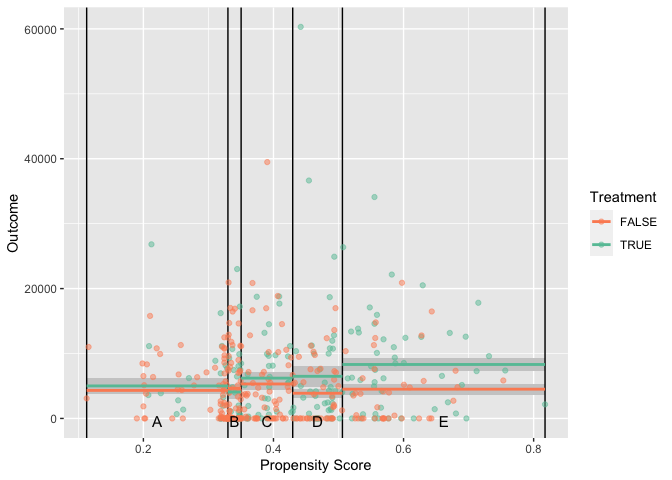 60000
40000
20000
0
Outcome
A B C D E
0.2 0.4 0.6 0.8
Propensity Score
Treatment
FALSE
TRUE